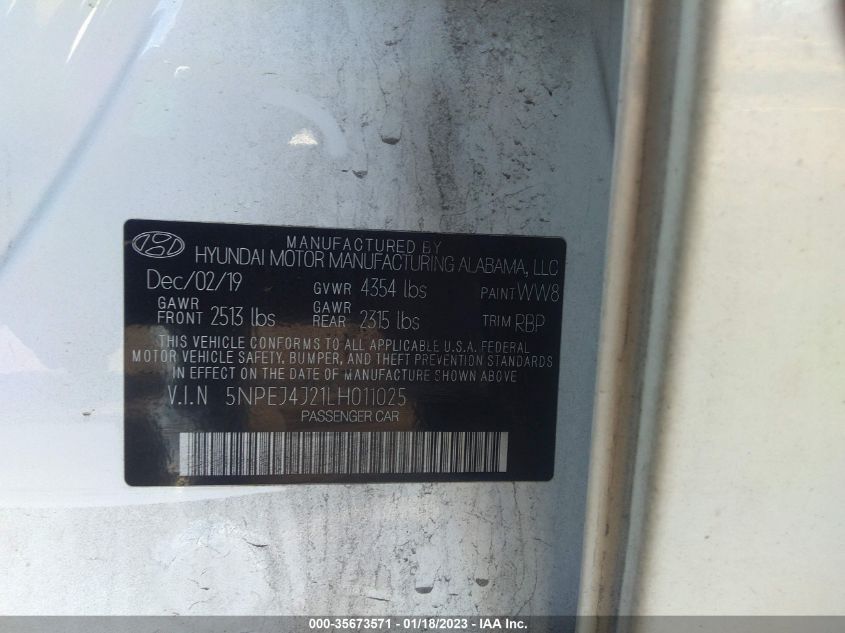 MANUFACTURED BY
HYUNDAI MOTOR MANUFACTURING ALABAMA, LLC
Dec/02/19 GVWR 4354 lbs PAINT WW8
GAWR FRONT 2513 lbs GAWR REAR 2315 lbs TRIM RBP
THIS VEHICLE CONFORMS TO ALL APPLICABLE U.S.A. FEDERAL
MOTOR VEHICLE SAFETY, BUMPER, AND THEFT PREVENTION STANDARDS
IN EFFECT ON THE DATE OF MANUFACTURE SHOWN ABOVE
V.I.N 5NPEJ4J21LH011025
PASSENGER CAR
000-35673571 - 01/18/2023 - IAA Inc.